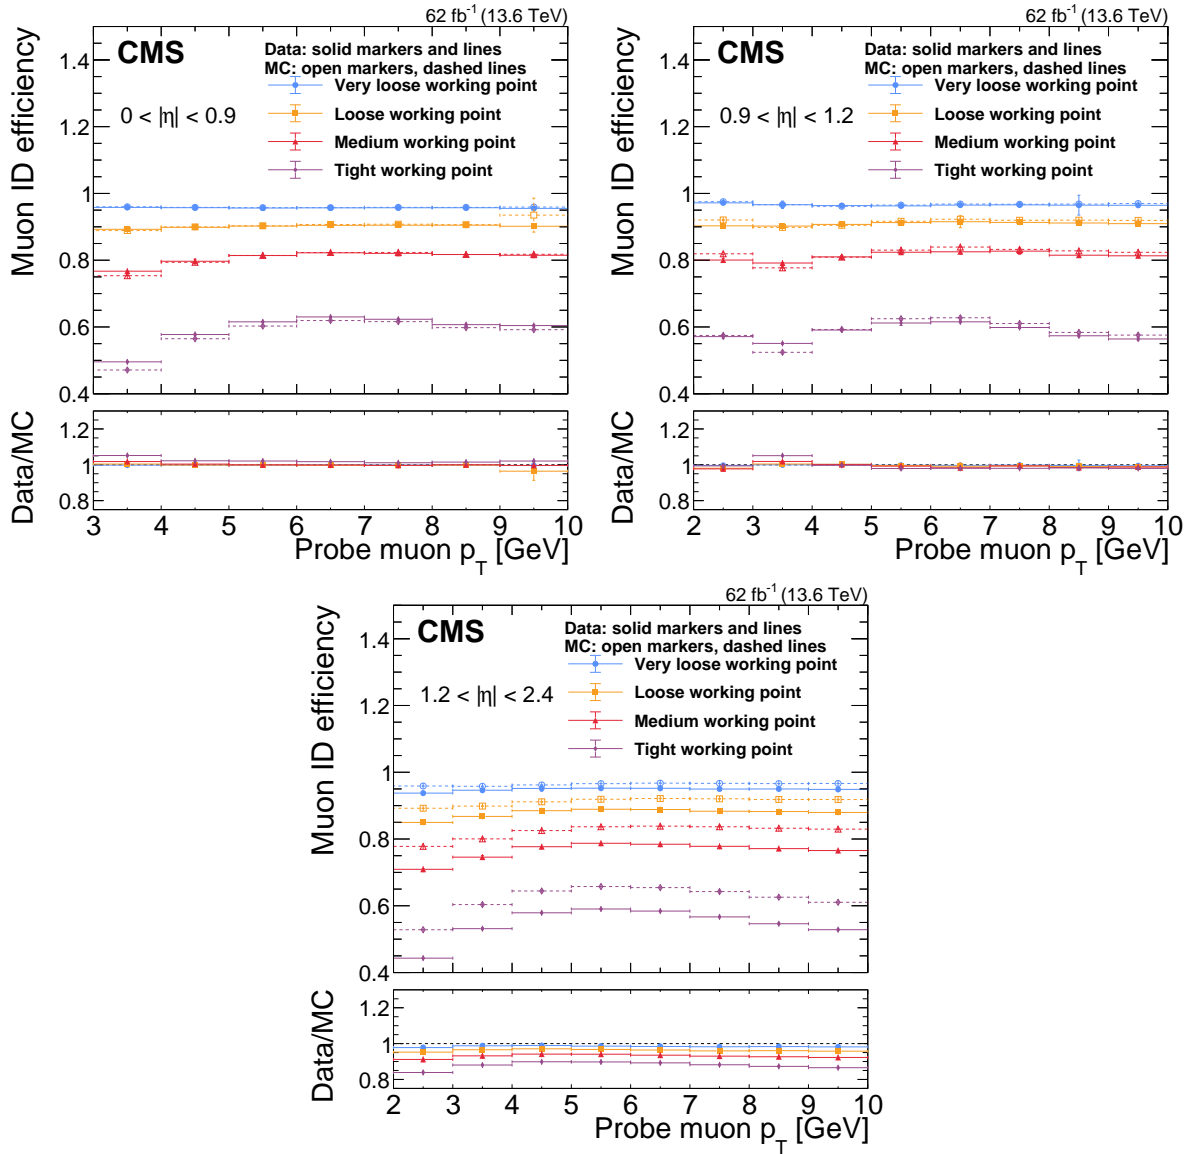 62 fb⁻¹ (13.6 TeV)
CMS
Data: solid markers and lines
MC: open markers, dashed lines
Very loose working point
0 < |η| < 0.9
Loose working point
Medium working point
Tight working point
Muon ID efficiency
1.4
1.2
1
0.8
0.6
0.4
Data/MC
1.2
1
0.8
3 4 5 6 7 8 9 10
Probe muon p_T [GeV]
62 fb⁻¹ (13.6 TeV)
CMS
Data: solid markers and lines
MC: open markers, dashed lines
Very loose working point
0.9 < |η| < 1.2
Loose working point
Medium working point
Tight working point
Muon ID efficiency
1.4
1.2
1
0.8
0.6
0.4
Data/MC
1.2
1
0.8
2 3 4 5 6 7 8 9 10
Probe muon p_T [GeV]
62 fb⁻¹ (13.6 TeV)
CMS
Data: solid markers and lines
MC: open markers, dashed lines
Very loose working point
1.2 < |η| < 2.4
Loose working point
Medium working point
Tight working point
Muon ID efficiency
1.4
1.2
1
0.8
0.6
0.4
Data/MC
1.2
1
0.8
2 3 4 5 6 7 8 9 10
Probe muon p_T [GeV]